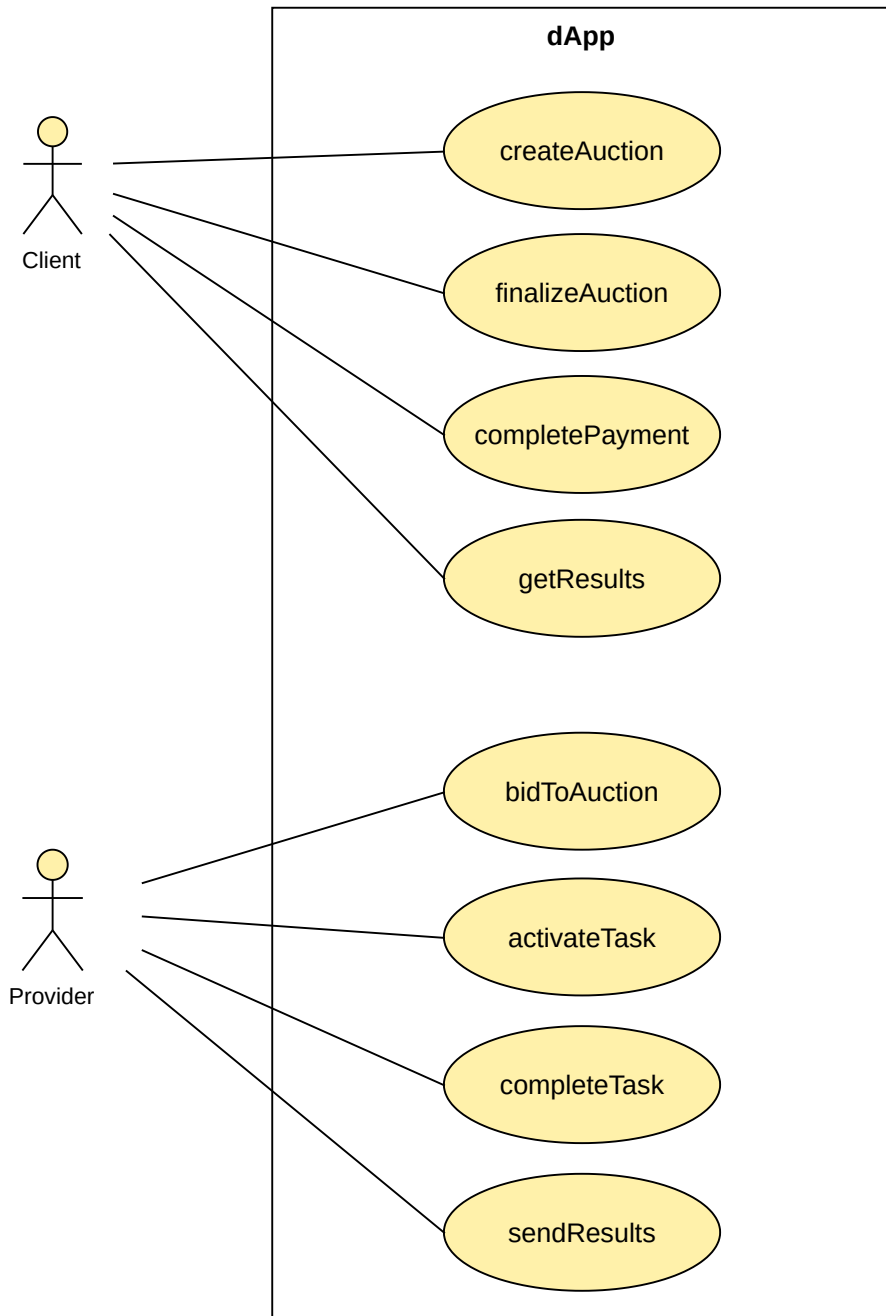 dApp
createAuction
Client
finalizeAuction
completePayment
getResults
bidToAuction
activateTask
Provider
completeTask
sendResults